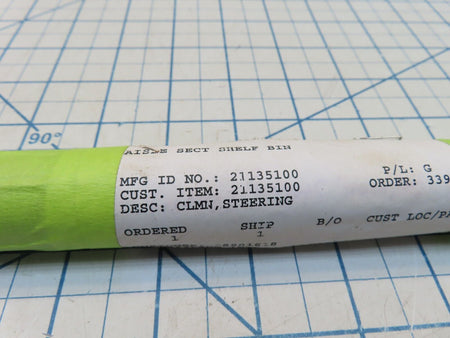 90°
AISLE SECT SHELF BIN
MFG ID NO.: 21135100 P/L: G
CUST. ITEM: 21135100 ORDER: 339
DESC: CLMN,STEERING
ORDERED SHIP B/O CUST LOC/PA
1 1